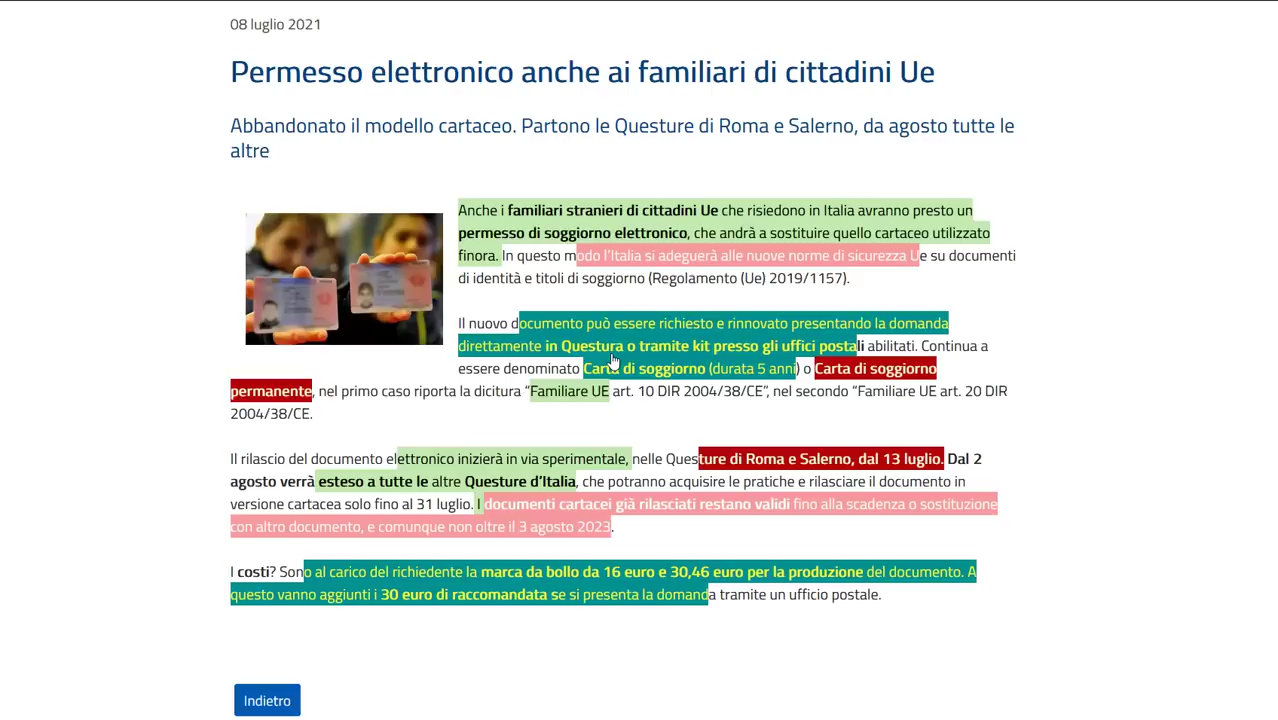 08 luglio 2021
Permesso elettronico anche ai familiari di cittadini Ue
Abbandonato il modello cartaceo. Partono le Questure di Roma e Salerno, da agosto tutte le
altre
Anche i familiari stranieri di cittadini Ue che risiedono in Italia avranno presto un
permesso di soggiorno elettronico, che andrà a sostituire quello cartaceo utilizzato
finora. In questo modo l'Italia si adeguerà alle nuove norme di sicurezza Ue su documenti
di identità e titoli di soggiorno (Regolamento (Ue) 2019/1157).
Il nuovo documento può essere richiesto e rinnovato presentando la domanda
direttamente in Questura o tramite kit presso gli uffici postali abilitati. Continua a
essere denominato Carta di soggiorno (durata 5 anni) o Carta di soggiorno
permanente, nel primo caso riporta la dicitura “Familiare UE art. 10 DIR 2004/38/CE”, nel secondo “Familiare UE art. 20 DIR
2004/38/CE.
Il rilascio del documento elettronico inizierà in via sperimentale, nelle Questure di Roma e Salerno, dal 13 luglio. Dal 2
agosto verrà esteso a tutte le altre Questure d'Italia, che potranno acquisire le pratiche e rilasciare il documento in
versione cartacea solo fino al 31 luglio. I documenti cartacei già rilasciati restano validi fino alla scadenza o sostituzione
con altro documento, e comunque non oltre il 3 agosto 2023.
I costi? Sono al carico del richiedente la marca da bollo da 16 euro e 30,46 euro per la produzione del documento. A
questo vanno aggiunti i 30 euro di raccomandata se si presenta la domanda tramite un ufficio postale.
Indietro